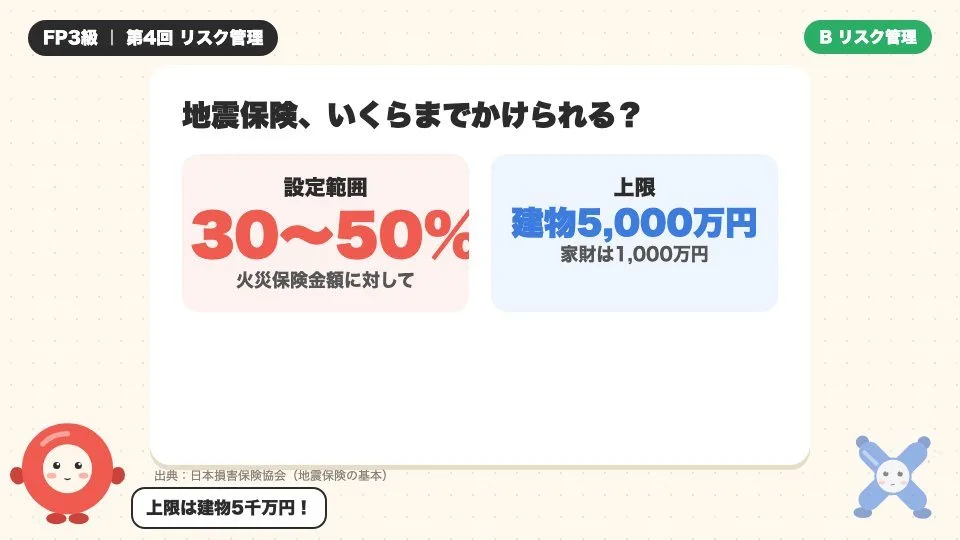 FP3級 | 第4回 リスク管理
B リスク管理
地震保険、いくらまでかけられる？
設定範囲
30〜50%
火災保険金額に対して
上限
建物5,000万円
家財は1,000万円
出典：日本損害保険協会（地震保険の基本）
上限は建物5千万円！